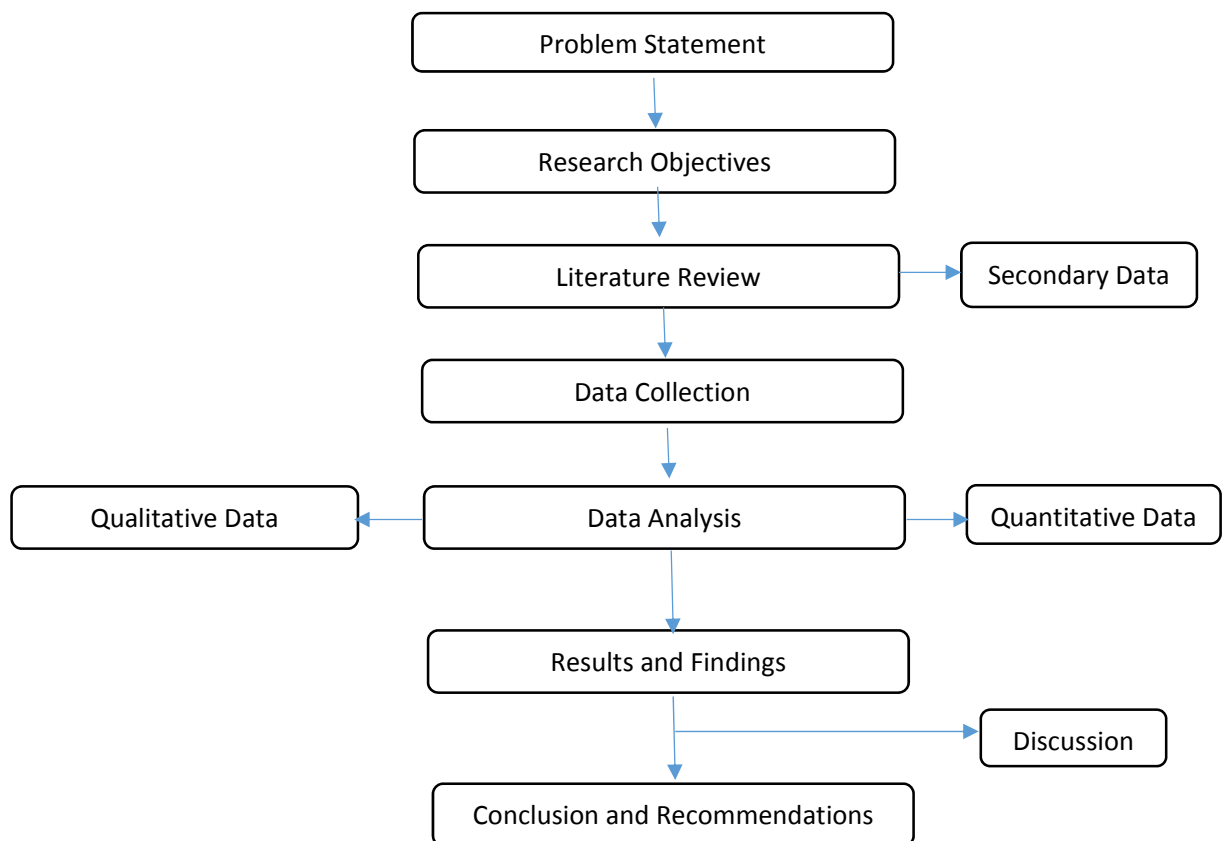 Problem Statement
Research Objectives
Literature Review
Secondary Data
Data Collection
Qualitative Data
Data Analysis
Quantitative Data
Results and Findings
Discussion
Conclusion and Recommendations